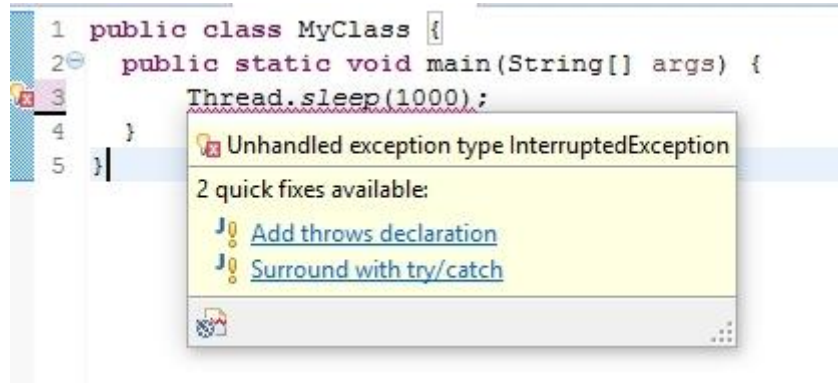 1 public class MyClass {
2 public static void main(String[] args) {
3 Thread.sleep(1000);
4 }
5 }
Unhandled exception type InterruptedException
2 quick fixes available:
Add throws declaration
Surround with try/catch